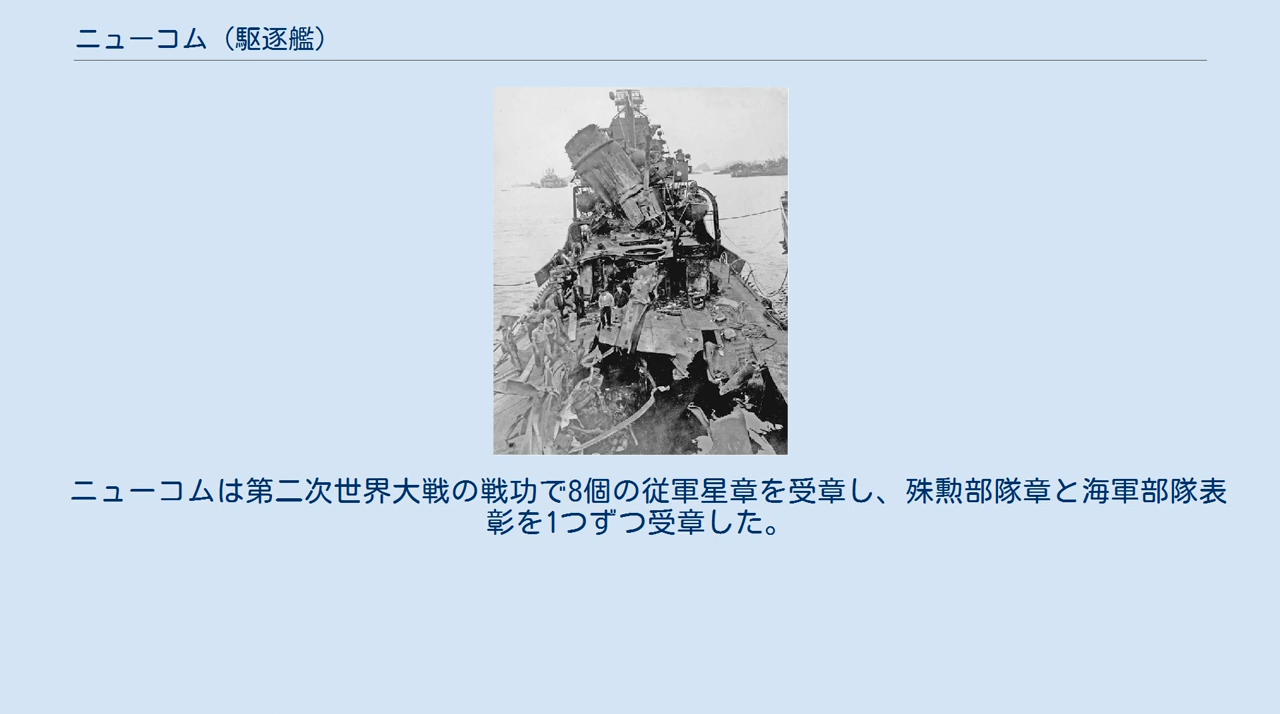 ニューコム（駆逐艦）
ニューコムは第二次世界大戦の戦功で8個の従軍星章を受章し、殊勲部隊章と海軍部隊表
彰を1つずつ受章した。